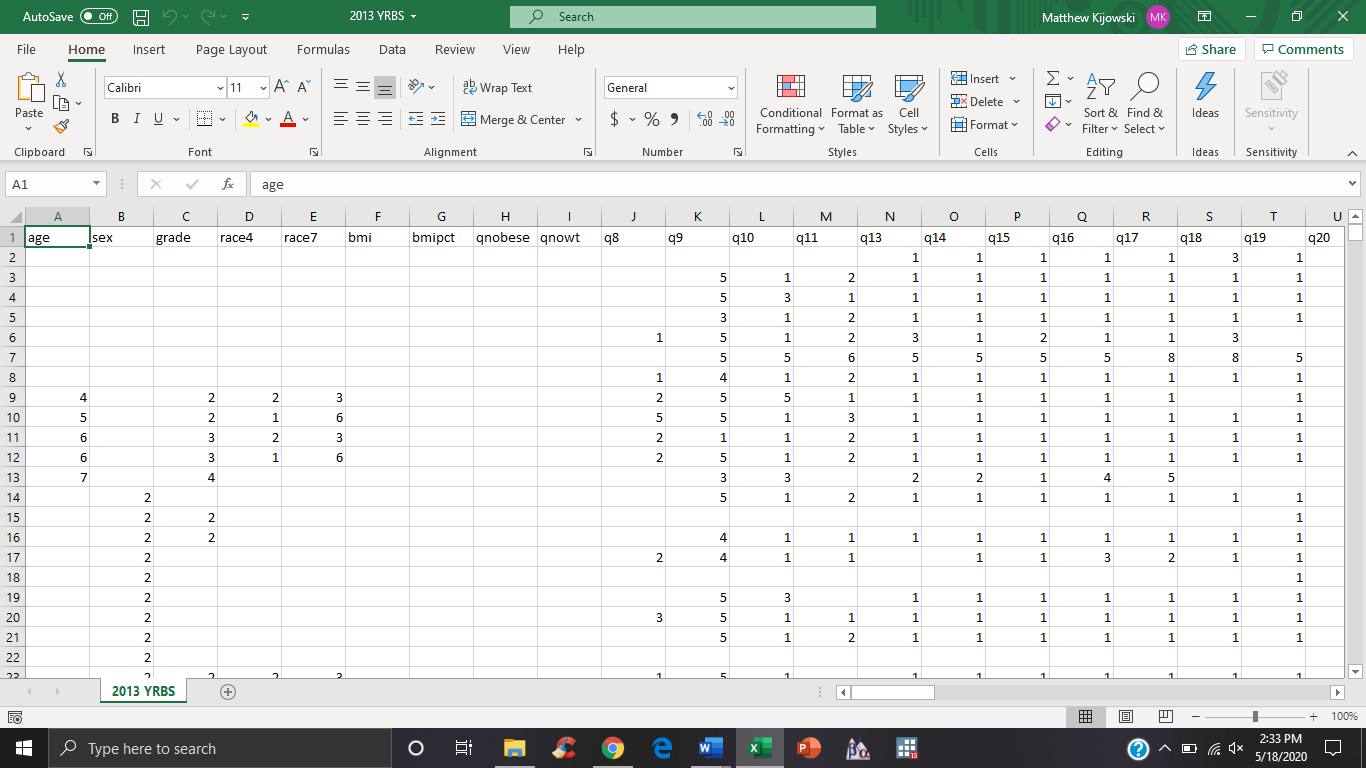 AutoSave Off 2013 YRBS Search Matthew Kijowski MK
File Home Insert Page Layout Formulas Data Review View Help Share Comments
Calibri 11 A A Wrap Text General Insert Σ
Paste B I U A Merge & Center $ % Conditional Formatting Format as Table Cell Styles Delete Format Sort & Filter Find & Select Ideas Sensitivity
Clipboard Font Alignment Number Styles Cells Editing Ideas Sensitivity
A1 fx age
A B C D E F G H I J K L M N O P Q R S T U
1 age sex grade race4 race7 bmi bmipct qnobese qnowt q8 q9 q10 q11 q13 q14 q15 q16 q17 q18 q19 q20
2 1 1 1 1 1 3 1
3 5 1 2 1 1 1 1 1 1 1
4 5 3 1 1 1 1 1 1 1 1
5 3 1 2 1 1 1 1 1 1 1
6 1 5 1 2 3 1 2 1 1 3
7 5 5 6 5 5 5 5 8 8 5
8 1 4 1 2 1 1 1 1 1 1 1
9 4 2 2 3 2 5 5 1 1 1 1 1 1 1
10 5 2 1 6 5 5 1 3 1 1 1 1 1 1 1
11 6 3 2 3 2 1 1 2 1 1 1 1 1 1 1
12 6 3 1 6 2 5 1 2 1 1 1 1 1 1 1
13 7 4 3 3 2 2 1 4 5
14 2 5 1 2 1 1 1 1 1 1 1
15 2 2 1
16 2 2 4 1 1 1 1 1 1 1 1 1
17 2 2 4 1 1 1 1 3 2 1 1
18 2 1
19 2 5 3 1 1 1 1 1 1 1
20 2 3 5 1 1 1 1 1 1 1 1 1
21 2 5 1 2 1 1 1 1 1 1 1
22 2
23 2 2 2 3 1 5 1 1 1 1 1 1 1 1
2013 YRBS
100%
Type here to search 2:33 PM
5/18/2020